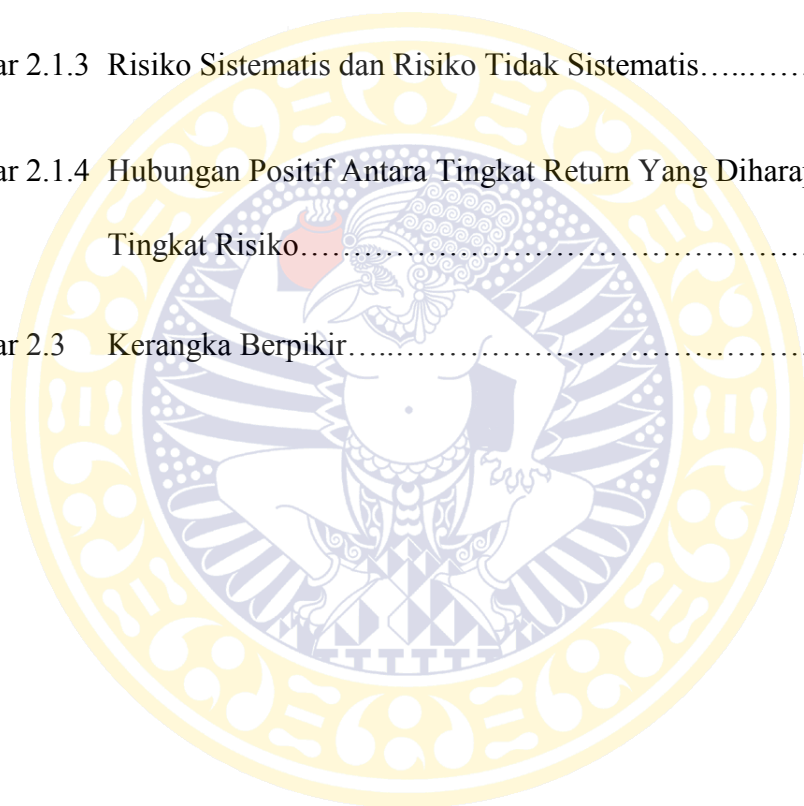 ar 2.1.3 Risiko Sistematis dan Risiko Tidak Sistematis…..……
ar 2.1.4 Hubungan Positif Antara Tingkat Return Yang Diharap
Tingkat Risiko……………………………………………
ar 2.3 Kerangka Berpikir…..…………………………………